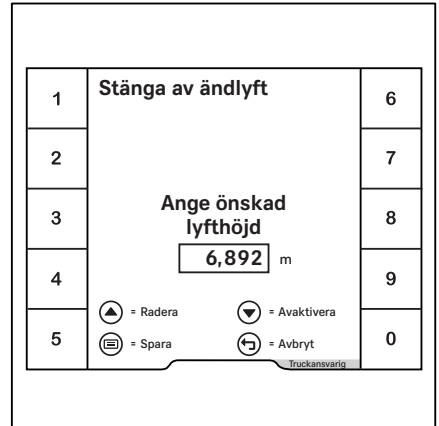 Stänga av ändlyft
1
2
3
4
5
6
7
8
9
0
Ange önskad
lyfthöjd
6,892 m
= Radera
= Avaktivera
= Spara
= Avbryt
Truckansvarig